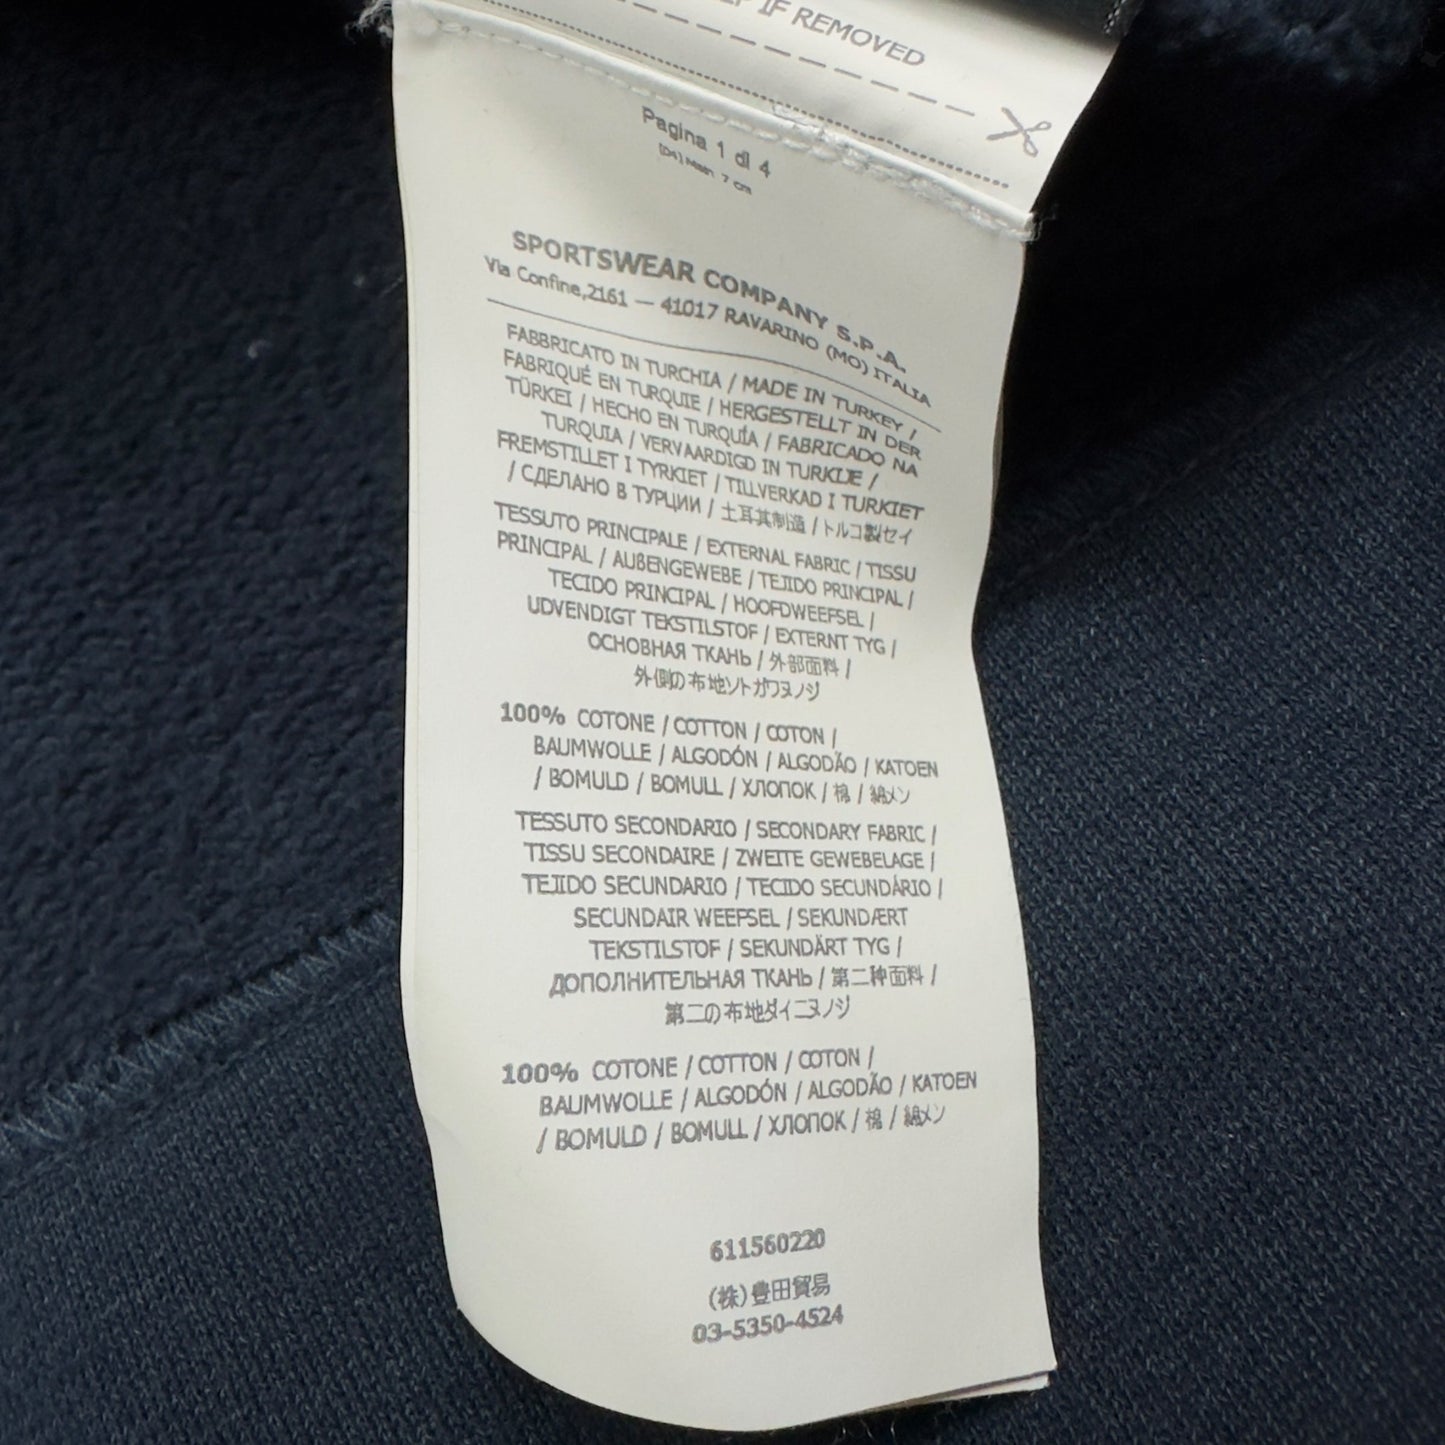 IF REMOVED
Pagina 1 di 4
SPORTSWEAR COMPANY S.P.A.
Via Confine,2161 — 41017 RAVARINO (MO) ITALIA
FABBRICATO IN TURCHIA / MADE IN TURKEY /
FABRIQUÉ EN TURQUIE / HERGESTELLT IN DER
TÜRKEI / HECHO EN TURQUÍA / FABRICADO NA
TURQUIA / VERVAARDIGD IN TURKIJE /
FREMSTILLET I TYRKIET / TILLVERKAD I TURKIET
/ СДЕЛАНО В ТУРЦИИ / 土耳其制造 / トルコ製セイ
TESSUTO PRINCIPALE / EXTERNAL FABRIC / TISSU
PRINCIPAL / AUßENGEWEBE / TEJIDO PRINCIPAL /
TECIDO PRINCIPAL / HOOFDWEEFSEL /
UDVENDIGT TEKSTILSTOF / EXTERNT TYG /
ОСНОВНАЯ ТКАНЬ / 外部面料 /
外側の布地ソトガワヌノジ
100% COTONE / COTTON / COTON /
BAUMWOLLE / ALGODÓN / ALGODÃO / KATOEN
/ BOMULD / BOMULL / ХЛОПОК / 棉 / 綿メン
TESSUTO SECONDARIO / SECONDARY FABRIC /
TISSU SECONDAIRE / ZWEITE GEWEBELAGE /
TEJIDO SECUNDARIO / TECIDO SECUNDÁRIO /
SECUNDAIR WEEFSEL / SEKUNDÆRT
TEKSTILSTOF / SEKUNDÄRT TYG /
ДОПОЛНИТЕЛЬНАЯ ТКАНЬ / 第二种面料 /
第二の布地ダイニヌノジ
100% COTONE / COTTON / COTON /
BAUMWOLLE / ALGODÓN / ALGODÃO / KATOEN
/ BOMULD / BOMULL / ХЛОПОК / 棉 / 綿メン
611560220
(株)豊田貿易
03-5350-4524